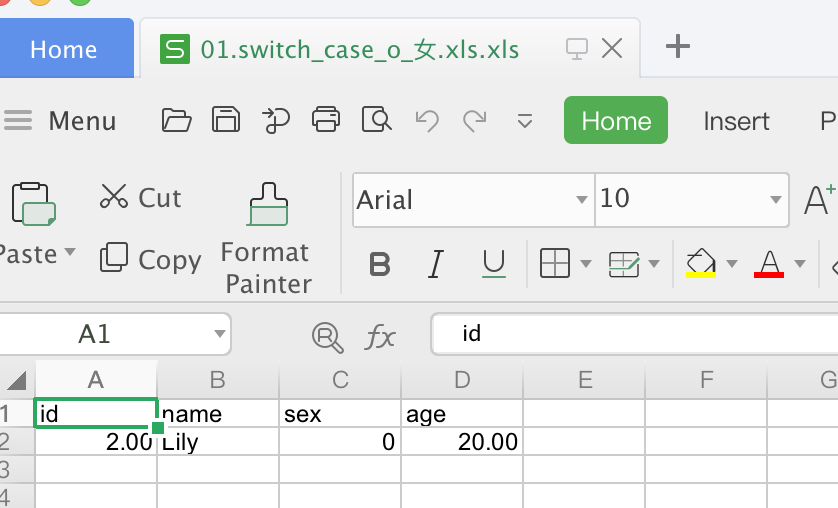 Home 01.switch_case_o_女.xls.xls
Menu Home Insert P
Cut Arial 10
Paste Copy Format
Painter B I U A
A1 fx id
A B C D E F G
1 id name sex age
2 2.00 Lily 0 20.00
3
4